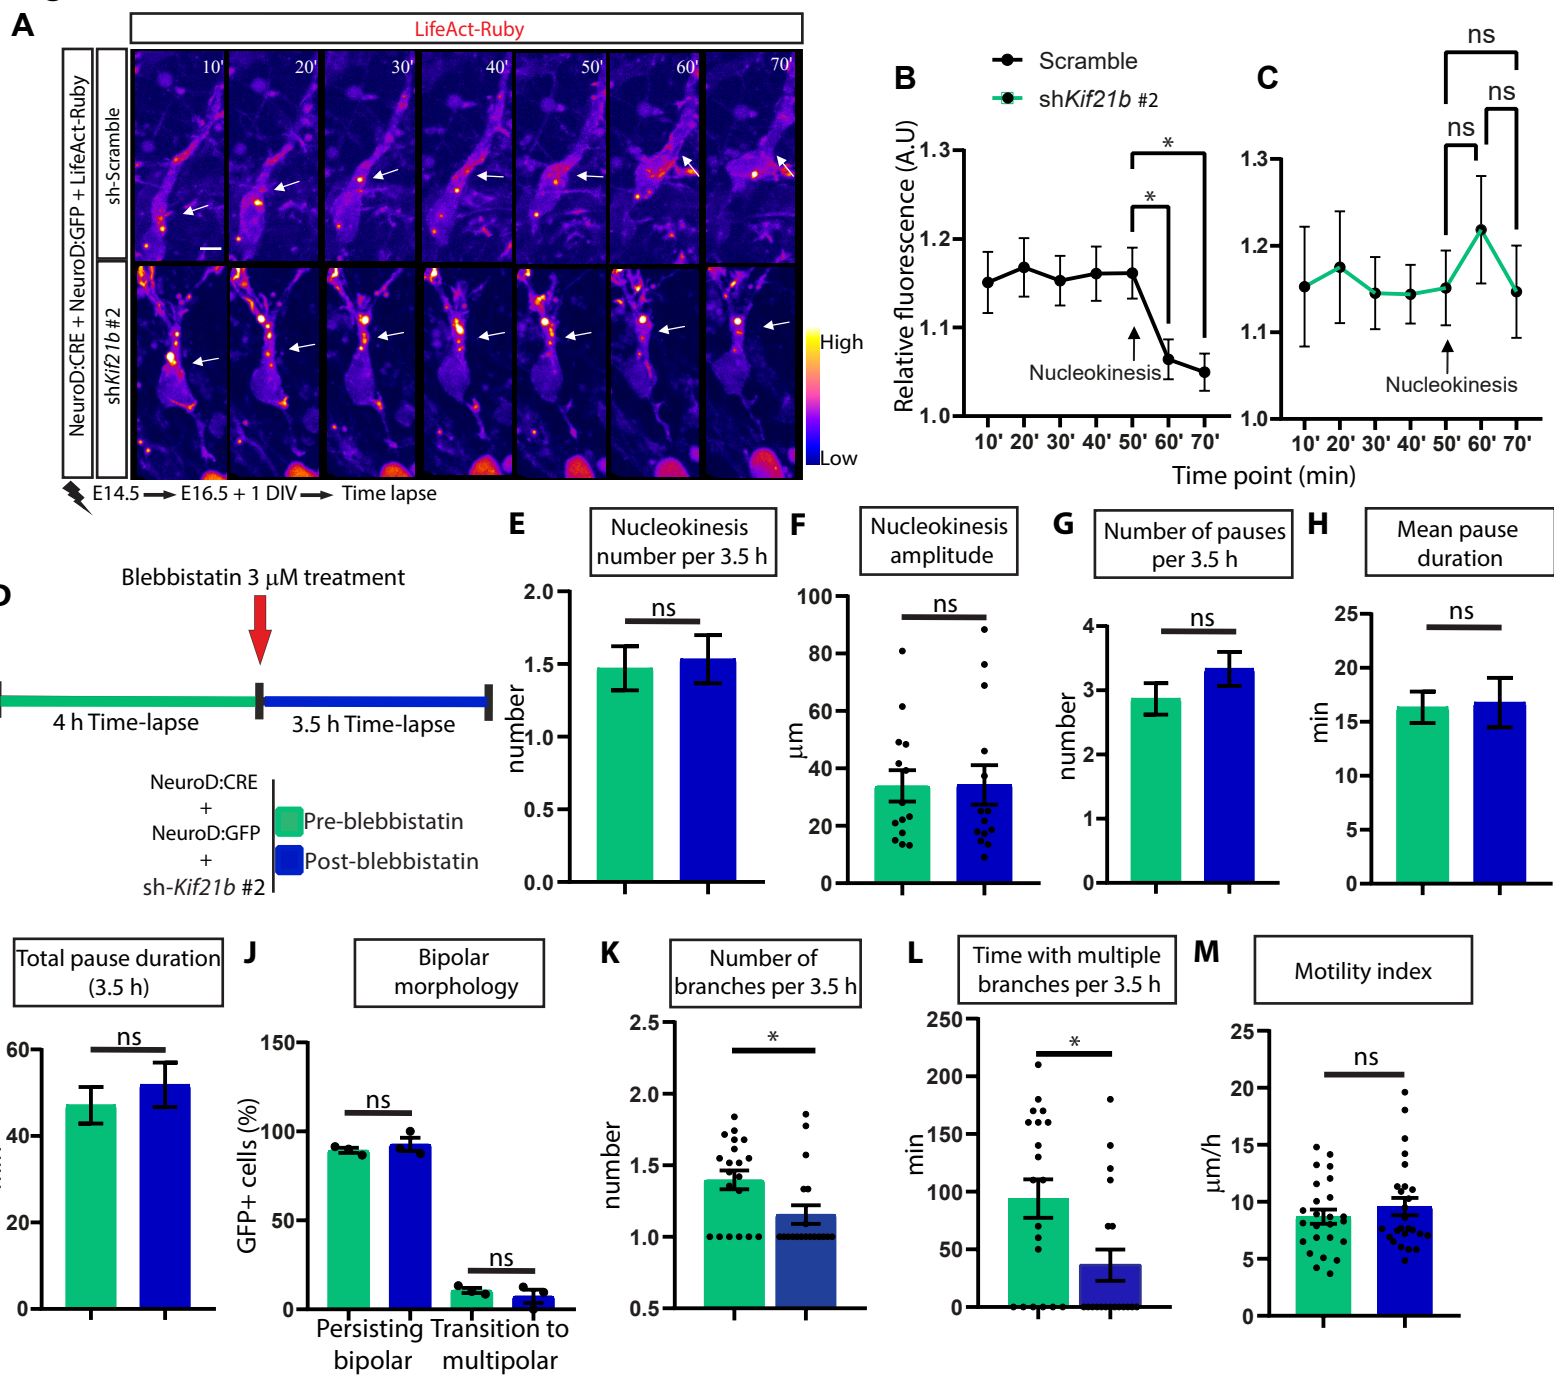 A
LifeAct-Ruby
NeuroD:CRE + NeuroD:GFP + LifeAct-Ruby
sh-Scramble
shKif21b #2
10' 20' 30' 40' 50' 60' 70'
High
Low
E14.5 E16.5 + 1 DIV Time lapse
Scramble
shKif21b #2
B
Relative fluorescence (A.U)
1.3
1.2
1.1
1.0
* *
Nucleokinesis
10' 20' 30' 40' 50' 60' 70'
C
1.3
1.2
1.1
1.0
ns
ns
ns
Nucleokinesis
10' 20' 30' 40' 50' 60' 70'
Time point (min)
Blebbistatin 3 μM treatment
4 h Time-lapse
3.5 h Time-lapse
NeuroD:CRE
+
NeuroD:GFP
+
sh-Kif21b #2
Pre-blebbistatin
Post-blebbistatin
E
Nucleokinesis
number per 3.5 h
number
2.0
1.5
1.0
0.5
0.0
ns
F
Nucleokinesis
amplitude
μm
100
80
60
40
20
0
ns
G
Number of pauses
per 3.5 h
number
4
3
2
1
0
ns
H
Mean pause
duration
min
25
20
15
10
5
0
ns
Total pause duration
(3.5 h)
60
40
20
0
ns
J
Bipolar
morphology
GFP+ cells (%)
150
100
50
0
ns
ns
Persisting
bipolar
Transition to
multipolar
K
Number of
branches per 3.5 h
number
2.5
2.0
1.5
1.0
0.5
*
L
Time with multiple
branches per 3.5 h
min
250
200
150
100
50
0
*
M
Motility index
μm/h
25
20
15
10
5
0
ns